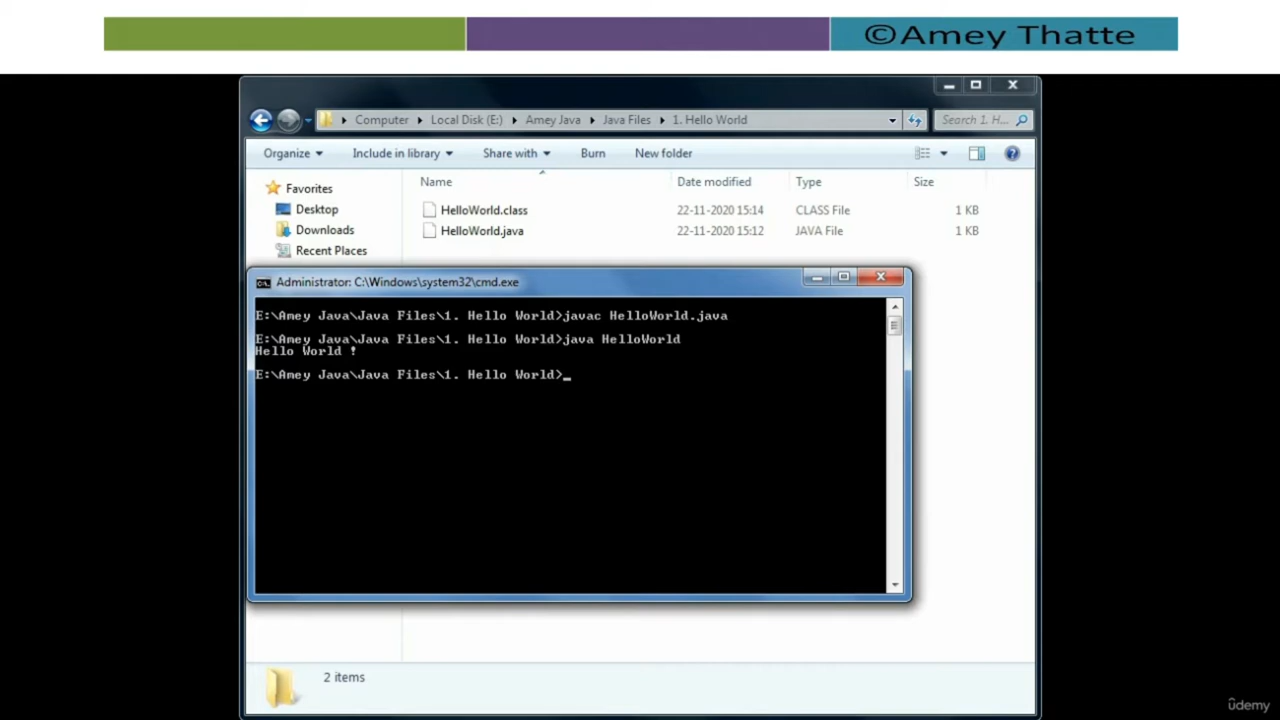 ©Amey Thatte
Computer Local Disk (E:) Amey Java Java Files 1. Hello World Search 1. H...
Organize Include in library Share with Burn New folder
Name Date modified Type Size
Favorites
Desktop
Downloads
Recent Places
HelloWorld.class 22-11-2020 15:14 CLASS File 1 KB
HelloWorld.java 22-11-2020 15:12 JAVA File 1 KB
Administrator: C:\Windows\system32\cmd.exe
E:\Amey Java\Java Files\1. Hello World>javac HelloWorld.java
E:\Amey Java\Java Files\1. Hello World>java HelloWorld
Hello World !
E:\Amey Java\Java Files\1. Hello World>_
2 items
ûdemy